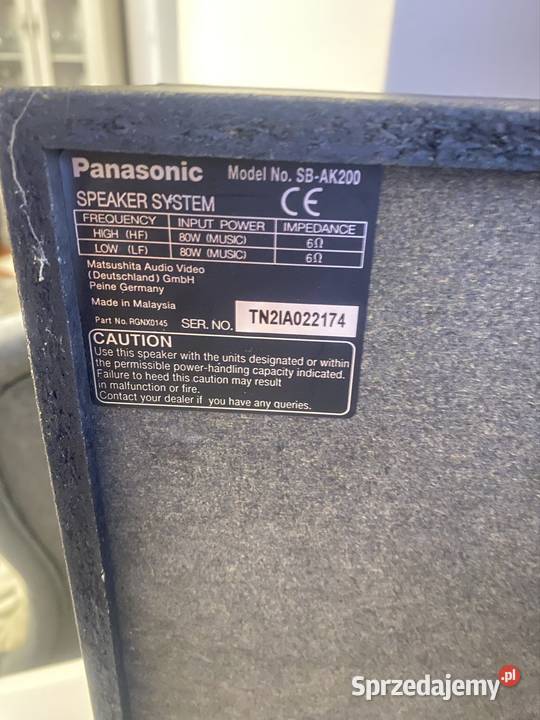 Panasonic Model No. SB-AK200
SPEAKER SYSTEM CE
FREQUENCY INPUT POWER IMPEDANCE
HIGH (HF) 80W (MUSIC) 6Ω
LOW (LF) 80W (MUSIC) 6Ω
Matsushita Audio Video
(Deutschland) GmbH
Peine Germany
Made in Malaysia
Part No. RGNX0145 SER. NO. TN2IA022174
CAUTION
Use this speaker with the units designated or within
the permissible power-handling capacity indicated.
Failure to heed this caution may result
in malfunction or fire.
Contact your dealer if you have any queries.
Sprzedajemy.pl